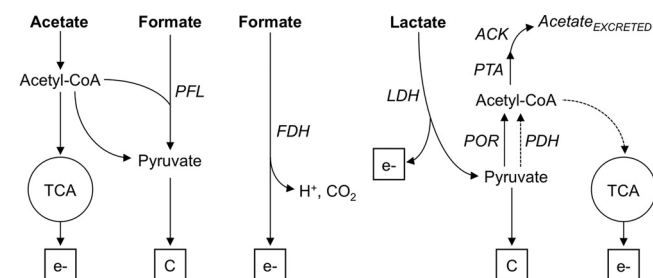 Acetate Formate Formate Lactate
ACK Acetate EXCRETED
PTA
Acetyl-CoA PFL LDH Acetyl-CoA
FDH POR PDH
Pyruvate e- Pyruvate
TCA H+, CO2 TCA
e- C e- C e-